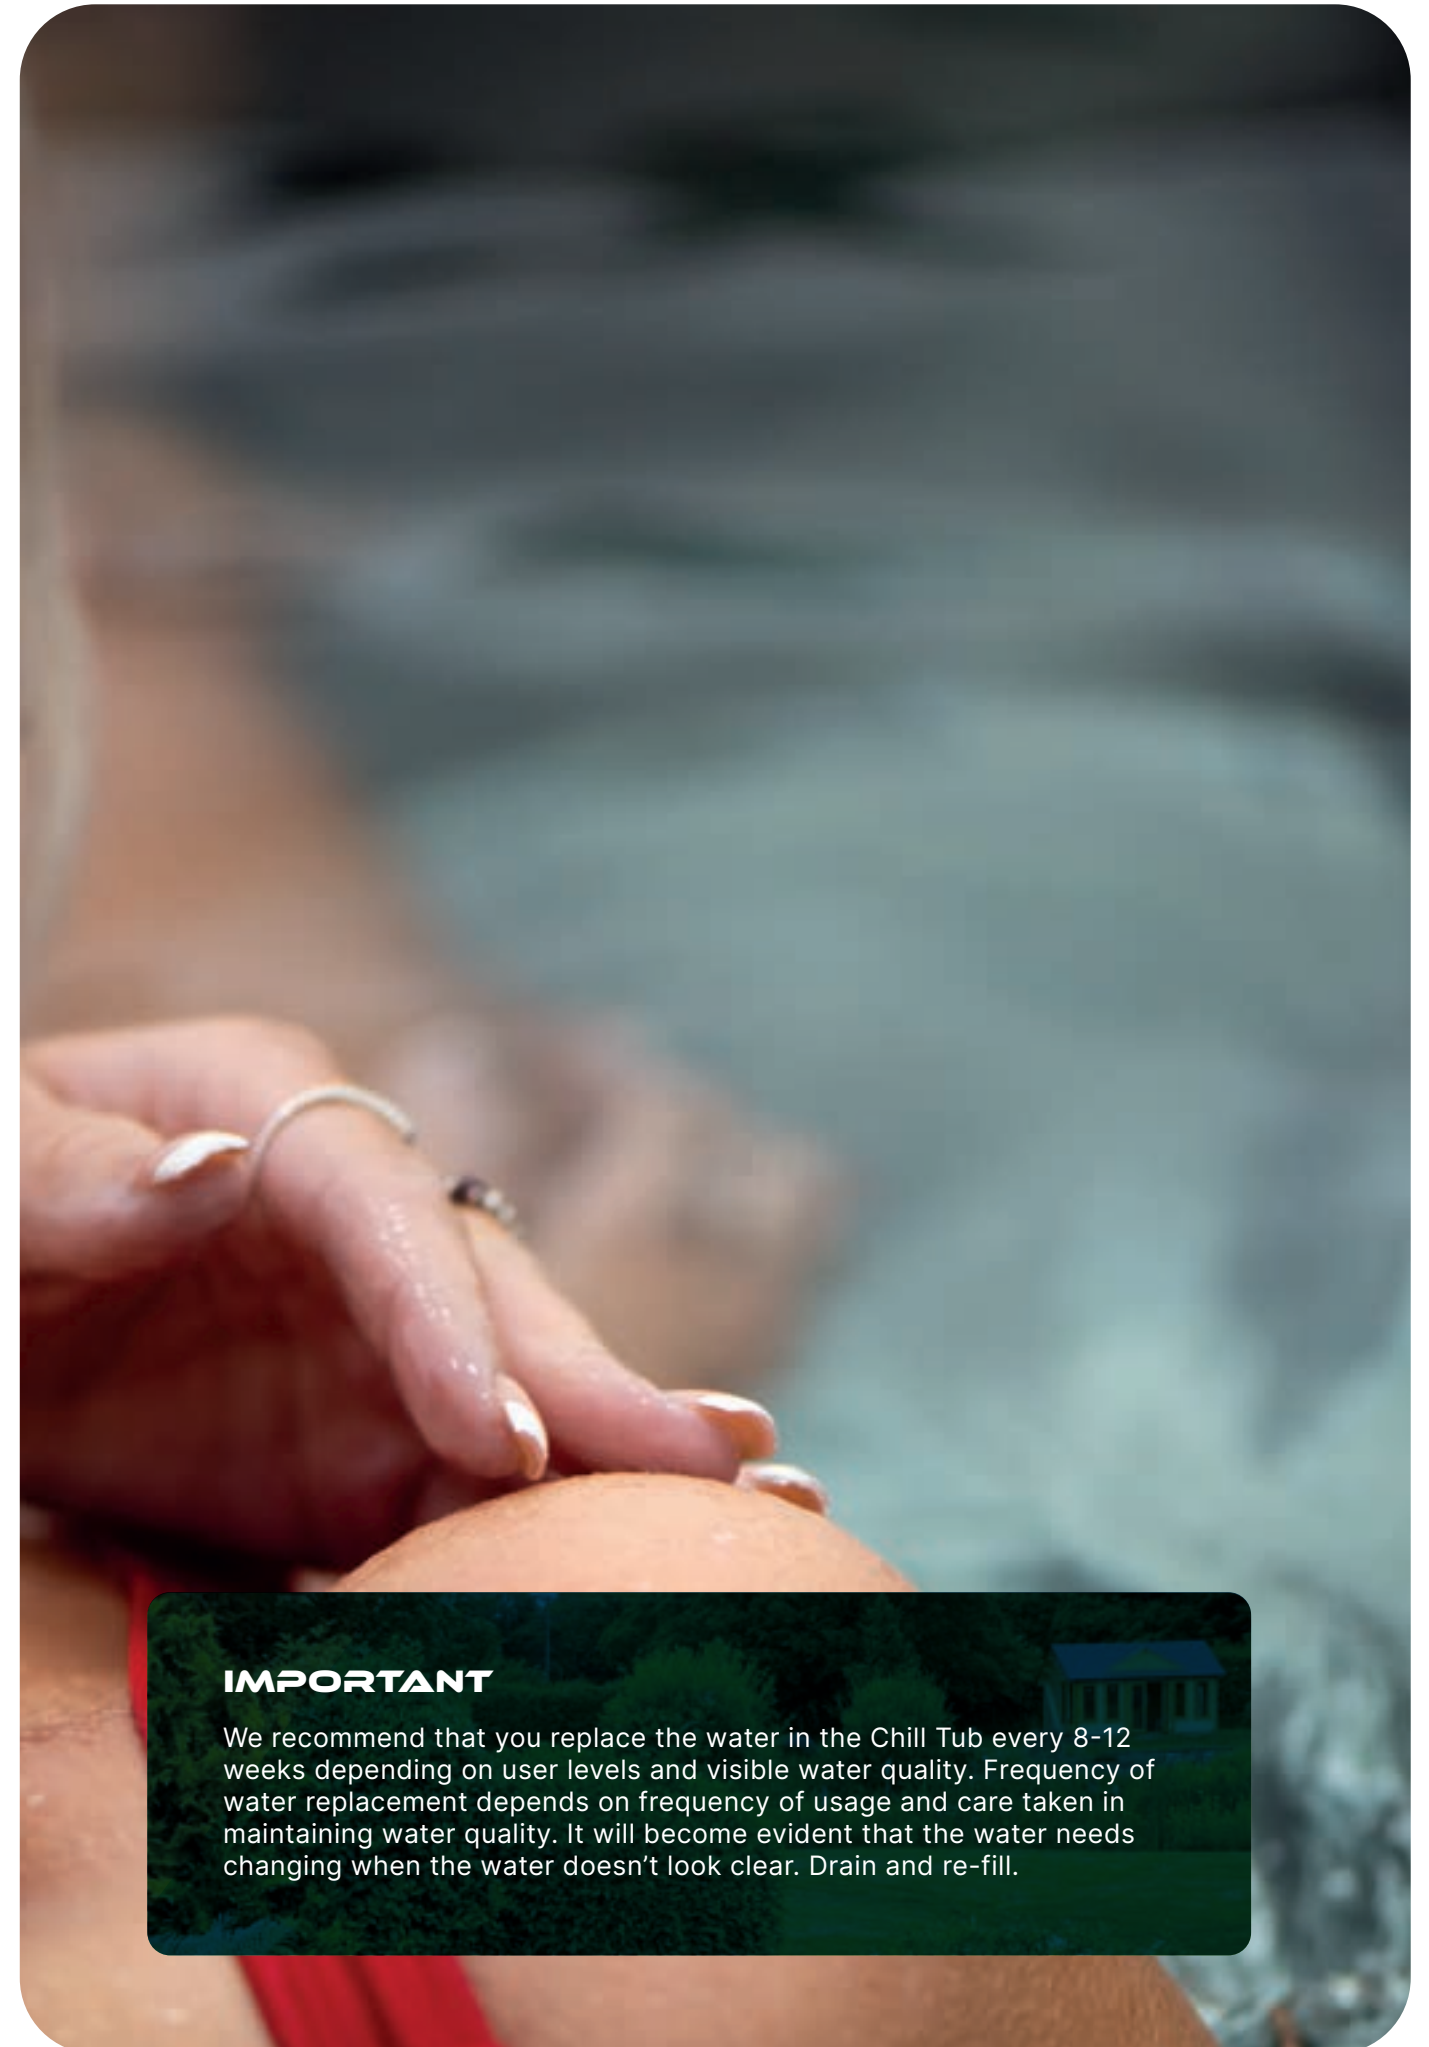 IMPORTANT
We recommend that you replace the water in the Chill Tub every 8-12
weeks depending on user levels and visible water quality. Frequency of
water replacement depends on frequency of usage and care taken in
maintaining water quality. It will become evident that the water needs
changing when the water doesn’t look clear. Drain and re-fill.